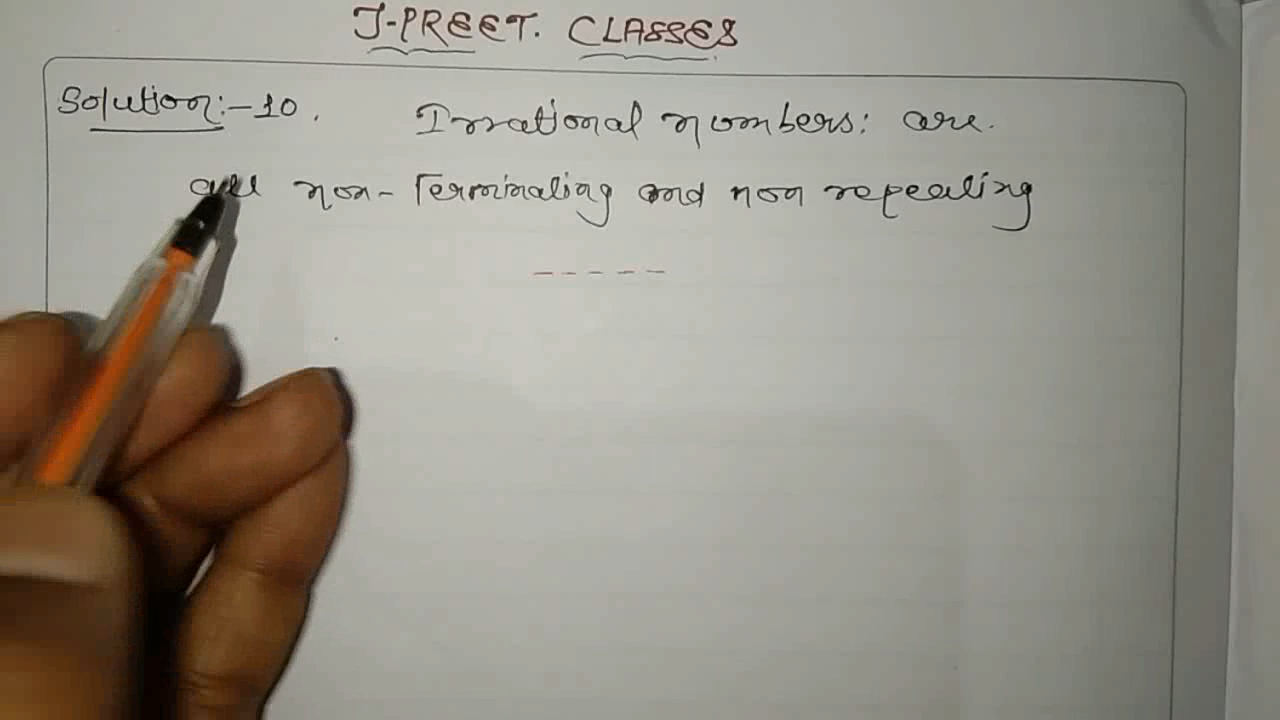 J-PREET. CLASSES
Solution:-10. Irrational numbers: are.
all non-Terminating and non repeating